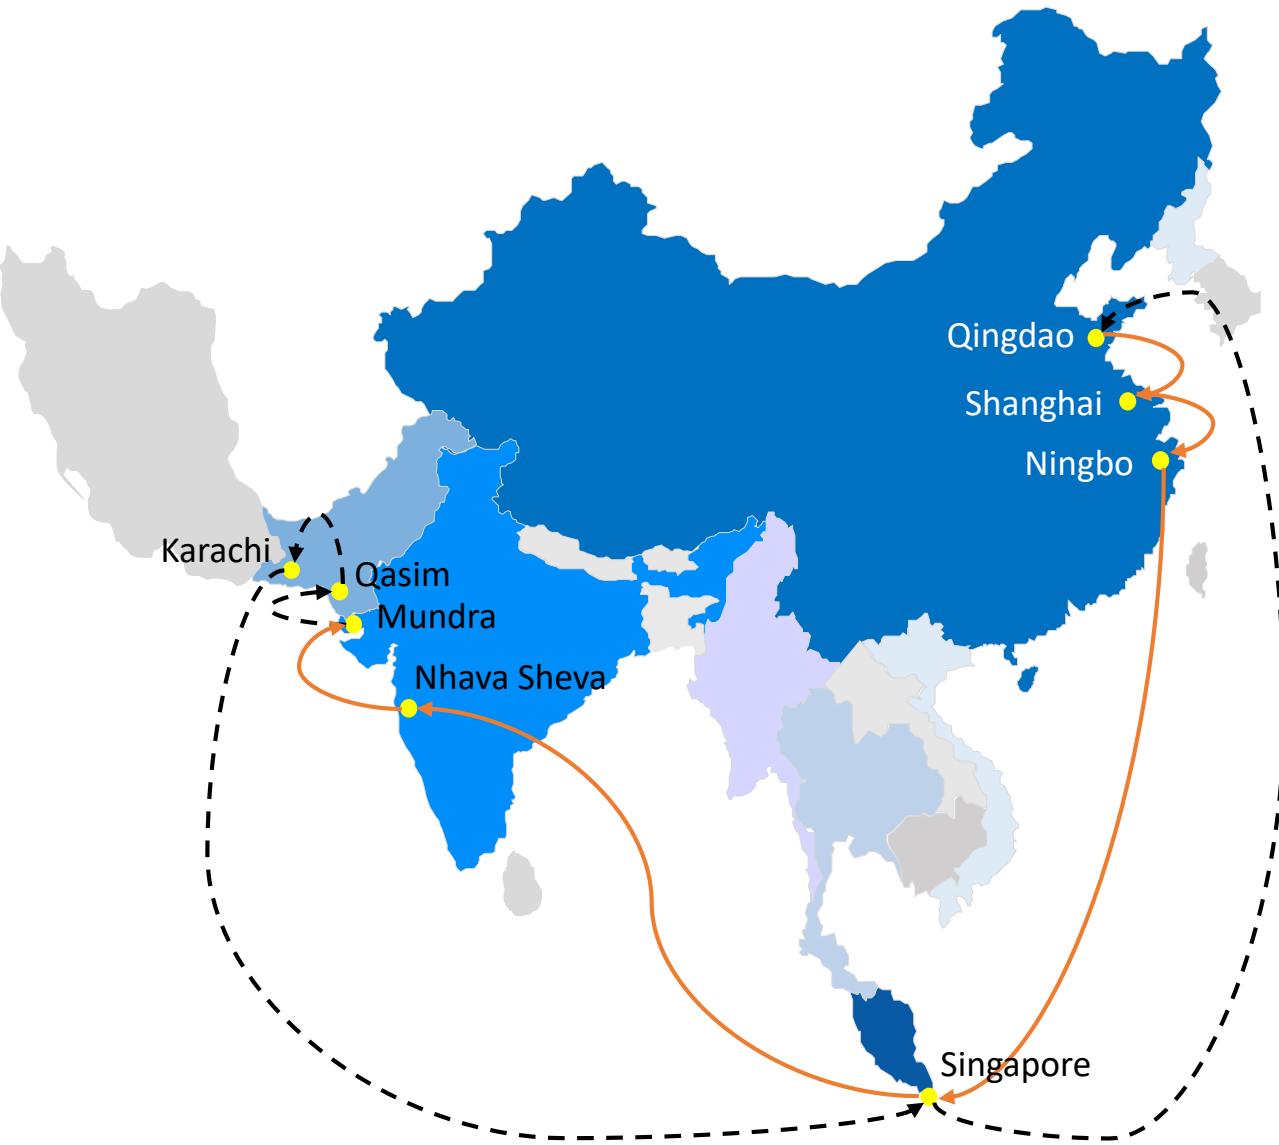 Qingdao
Shanghai
Ningbo
Karachi
Qasim
Mundra
Nhava Sheva
Singapore